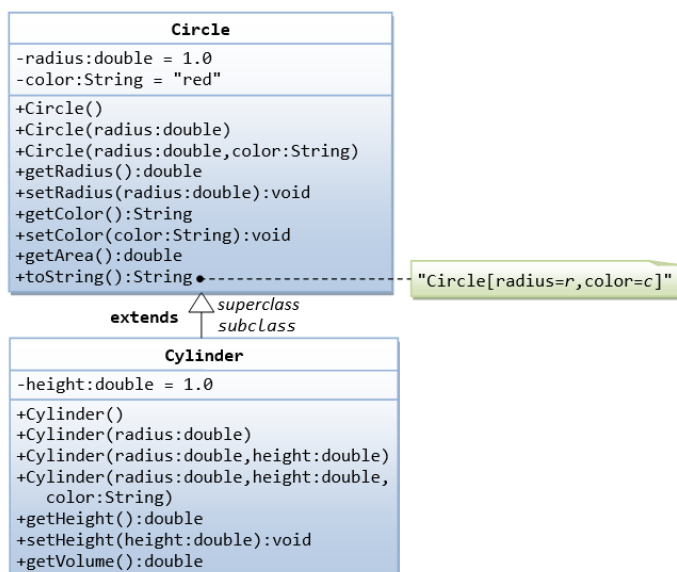 Circle
-radius:double = 1.0
-color:String = "red"
+Circle()
+Circle(radius:double)
+Circle(radius:double,color:String)
+getRadius():double
+setRadius(radius:double):void
+getColor():String
+setColor(color:String):void
+getArea():double
+toString():String
"Circle[radius=r,color=c]"
superclass
extends
subclass
Cylinder
-height:double = 1.0
+Cylinder()
+Cylinder(radius:double)
+Cylinder(radius:double,height:double)
+Cylinder(radius:double,height:double,
color:String)
+getHeight():double
+setHeight(height:double):void
+getVolume():double